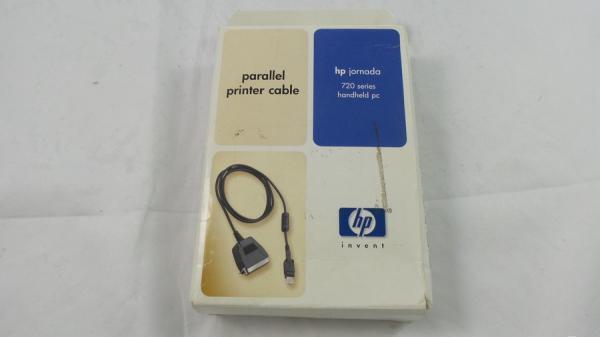 parallel
printer cable
hp jornada
720 series
handheld pc
hp
®
invent